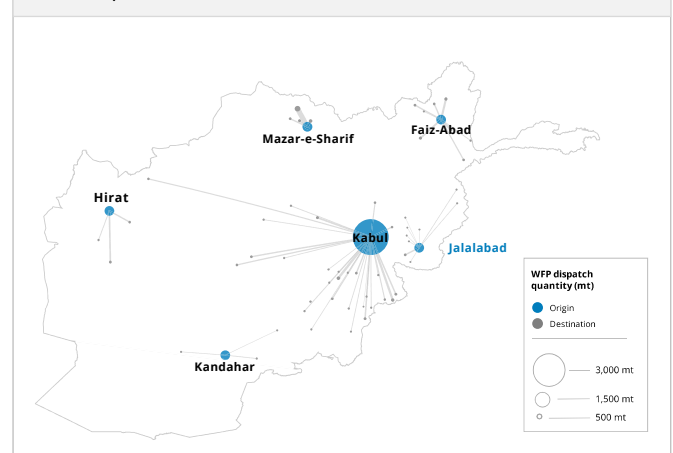 Mazar-e-Sharif
Faiz-Abad
Hirat
Kabul
Jalalabad
Kandahar
WFP dispatch
quantity (mt)
Origin
Destination
3,000 mt
1,500 mt
500 mt